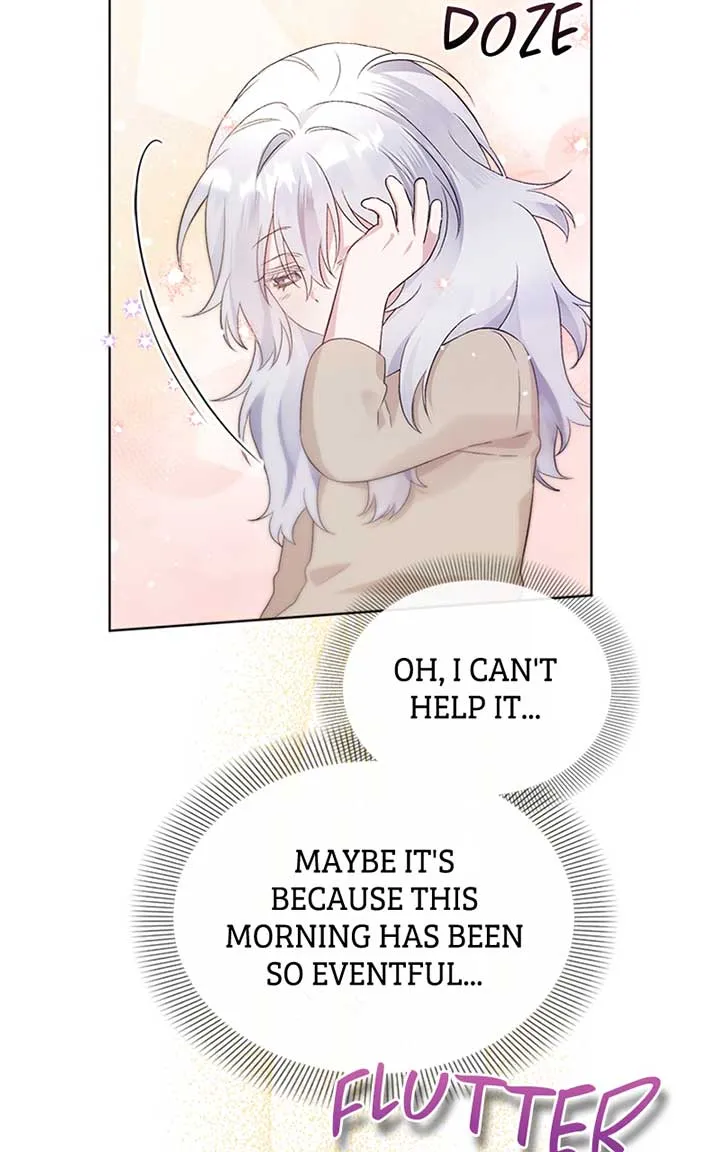 DOZE
OH, I CAN'T
HELP IT...
MAYBE IT'S
BECAUSE THIS
MORNING HAS BEEN
SO EVENTFUL...
FLUTTER